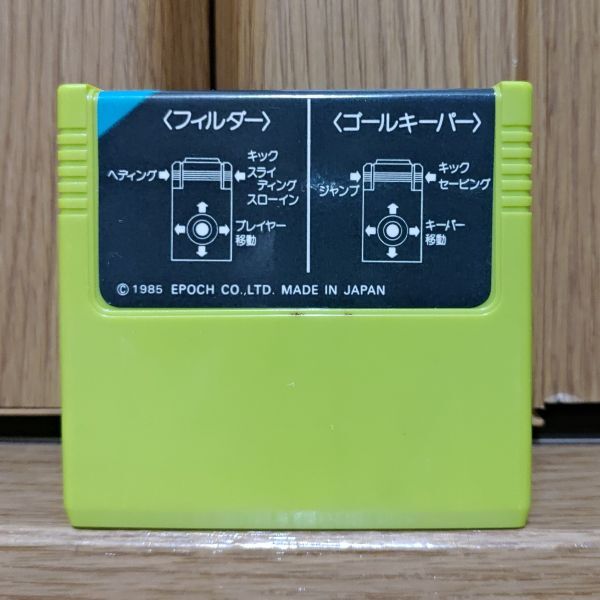 〈フィルダー〉
ヘディング
キック
スライ
ディング
スローイン
プレイヤー
移動
〈ゴールキーパー〉
ジャンプ
キック
セービング
キーパー
移動
©1985 EPOCH CO.,LTD. MADE IN JAPAN